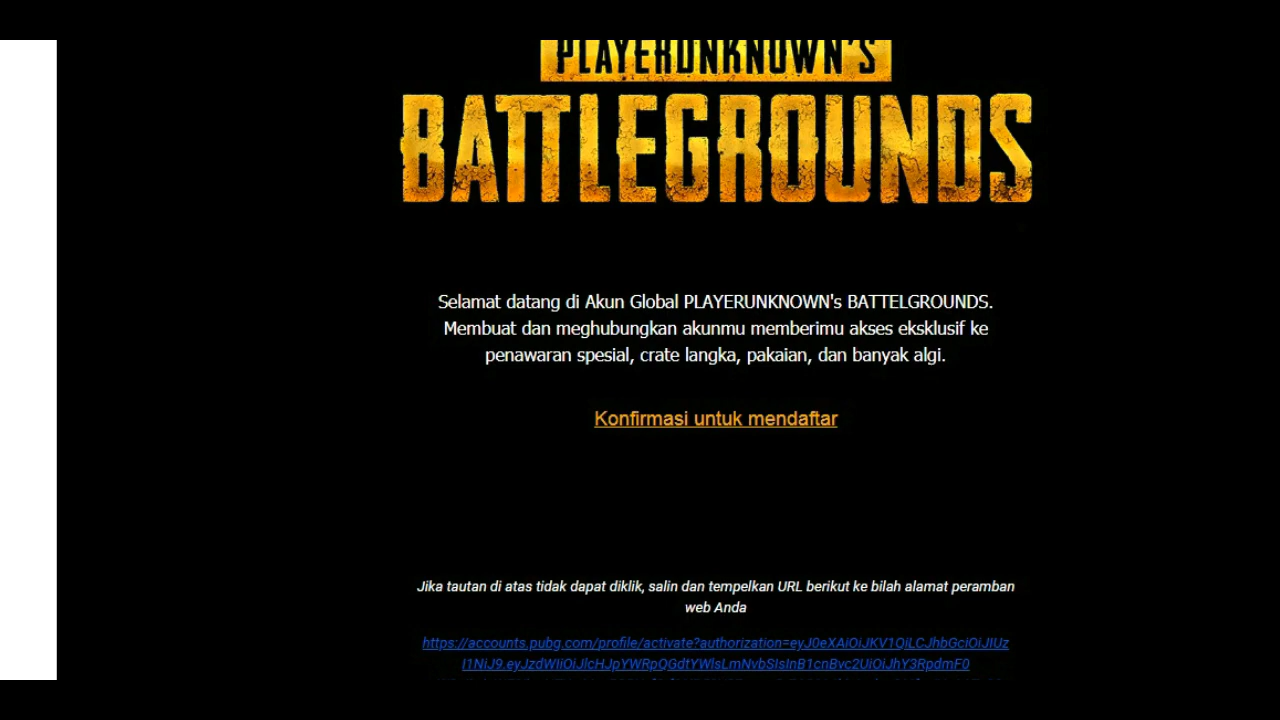 PLAYERUNKNOWN'S
BATTLEGROUNDS
Selamat datang di Akun Global PLAYERUNKNOWN's BATTELGROUNDS.
Membuat dan meghubungkan akunmu memberimu akses eksklusif ke
penawaran spesial, crate langka, pakaian, dan banyak algi.
Konfirmasi untuk mendaftar
Jika tautan di atas tidak dapat diklik, salin dan tempelkan URL berikut ke bilah alamat peramban
web Anda
https://accounts.pubg.com/profile/activate?authorization=eyJ0eXAiOiJKV1QiLCJhbGciOiJIUz
I1NiJ9.eyJzdWIiOiJlcHJpYWRpQGdtYWlsLmNvbSIsInB1cnBvc2UiOiJhY3RpdmF0